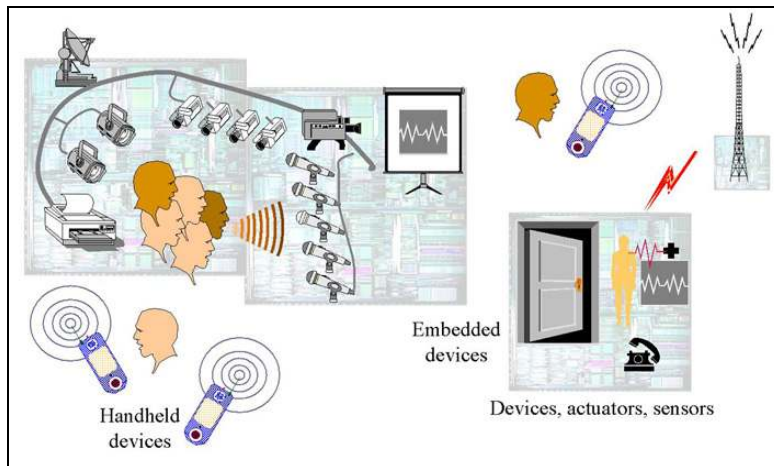 Embedded
devices
Handheld
devices
Devices, actuators, sensors